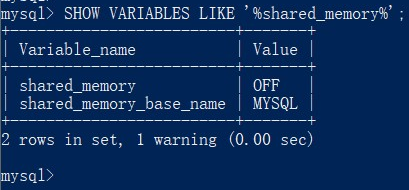 mysql>
mysql> SHOW VARIABLES LIKE '%shared_memory%';
+-------------------------+-------+
| Variable_name           | Value |
+-------------------------+-------+
| shared_memory           | OFF   |
| shared_memory_base_name | MYSQL |
+-------------------------+-------+
2 rows in set, 1 warning (0.00 sec)
mysql>